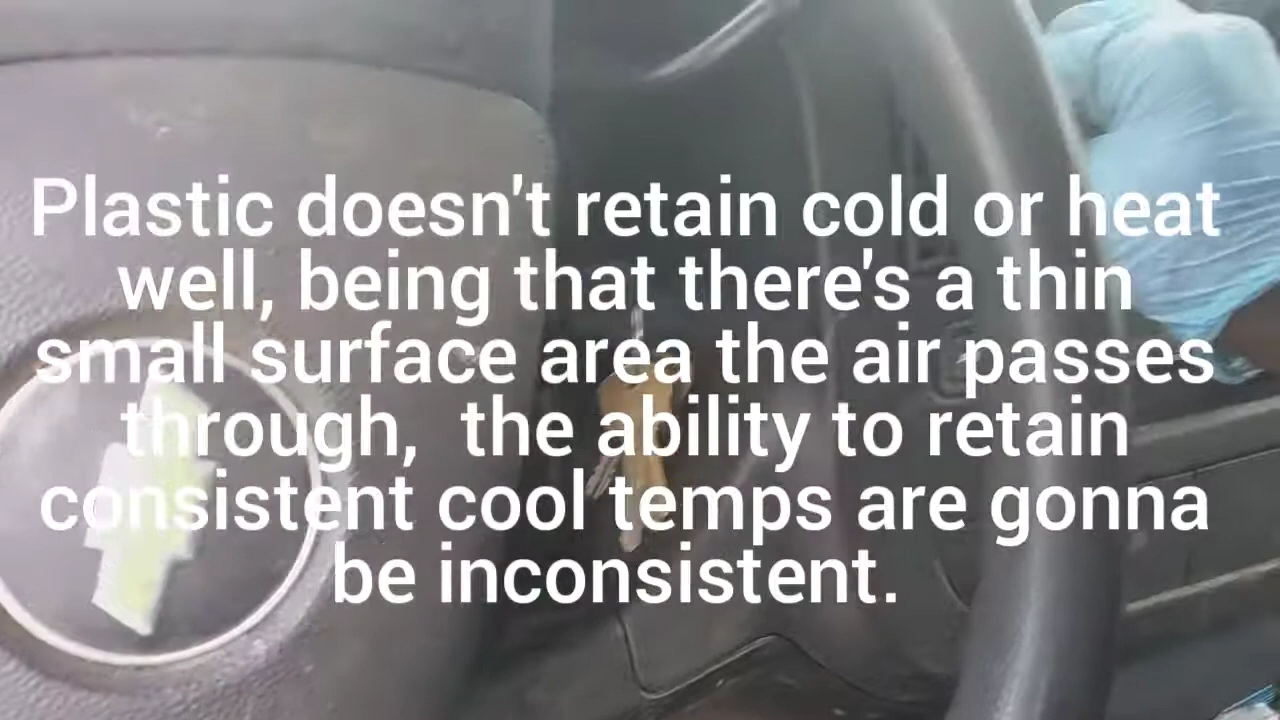 Plastic doesn't retain cold or heat
well, being that there's a thin
small surface area the air passes
through,  the ability to retain
consistent cool temps are gonna
be inconsistent.